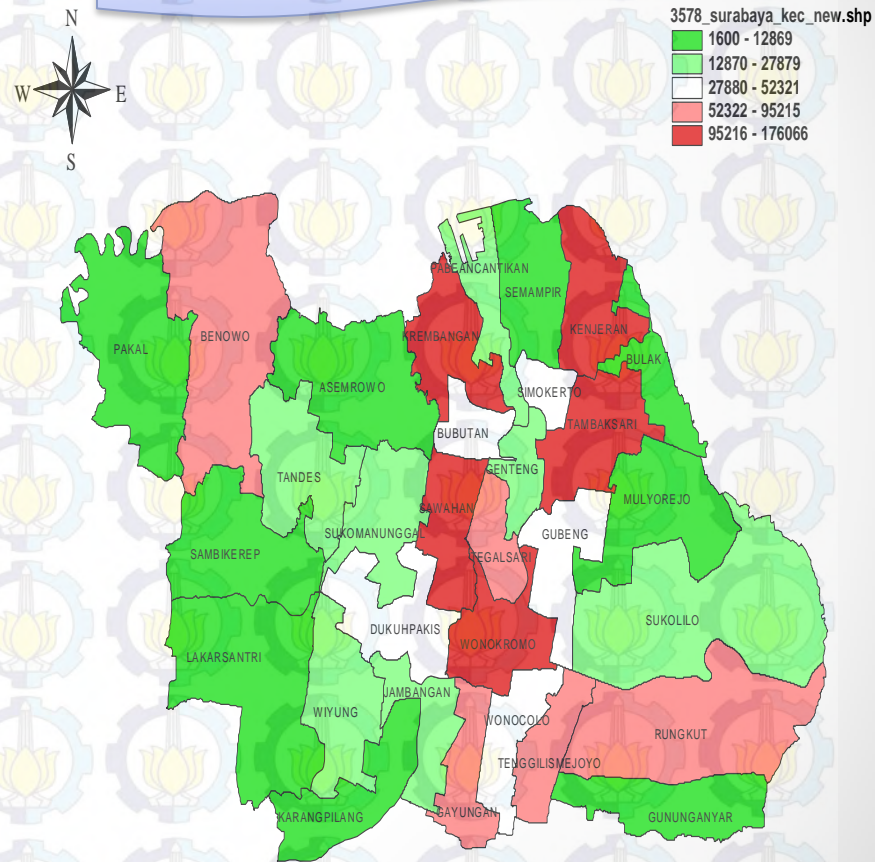 3578_surabaya_kec_new.shp
1600 - 12869
12870 - 27879
27880 - 52321
52322 - 95215
95216 - 176066
N
W
E
S
PABEANCANTIKAN
SEMAMPIR
KENJERAN
KREMBANGAN
BENOWO
PAKAL
BULAK
ASEMROWO
SIMOKERTO
TAMBAKSARI
BUBUTAN
GENTENG
TANDES
MULYOREJO
SAWAHAN
SUKOMANUNGGAL
GUBENG
SAMBIKEREP
TEGALSARI
SUKOLILO
DUKUHPAKIS
WONOKROMO
LAKARSANTRI
JAMBANGAN
WIYUNG
WONOCOLO
RUNGKUT
TENGGILISMEJOYO
GAYUNGAN
KARANGPILANG
GUNUNGANYAR